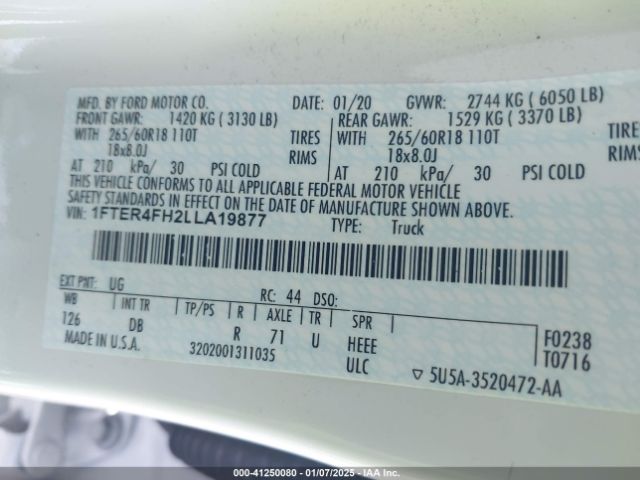 MFD. BY FORD MOTOR CO. DATE: 01/20 GVWR: 2744 KG ( 6050 LB)
FRONT GAWR: 1420 KG ( 3130 LB) REAR GAWR: 1529 KG ( 3370 LB)
WITH 265/60R18 110T TIRES WITH 265/60R18 110T TIRES
18x8.0J RIMS 18x8.0J RIMS
AT 210 kPa/ 30 PSI COLD AT 210 kPa/ 30 PSI COLD
THIS VEHICLE CONFORMS TO ALL APPLICABLE FEDERAL MOTOR VEHICLE
SAFETY STANDARDS IN EFFECT ON THE DATE OF MANUFACTURE SHOWN ABOVE.
VIN: 1FTER4FH2LLA19877 TYPE: Truck
EXT PNT: UG RC: 44 DSO:
WB INT TR TP/PS R AXLE TR SPR
126 DB R 71 U HEEE F0238
MADE IN U.S.A. 3202001311035 ULC T0716
5U5A-3520472-AA
000-41250080 - 01/07/2025 - IAA Inc.